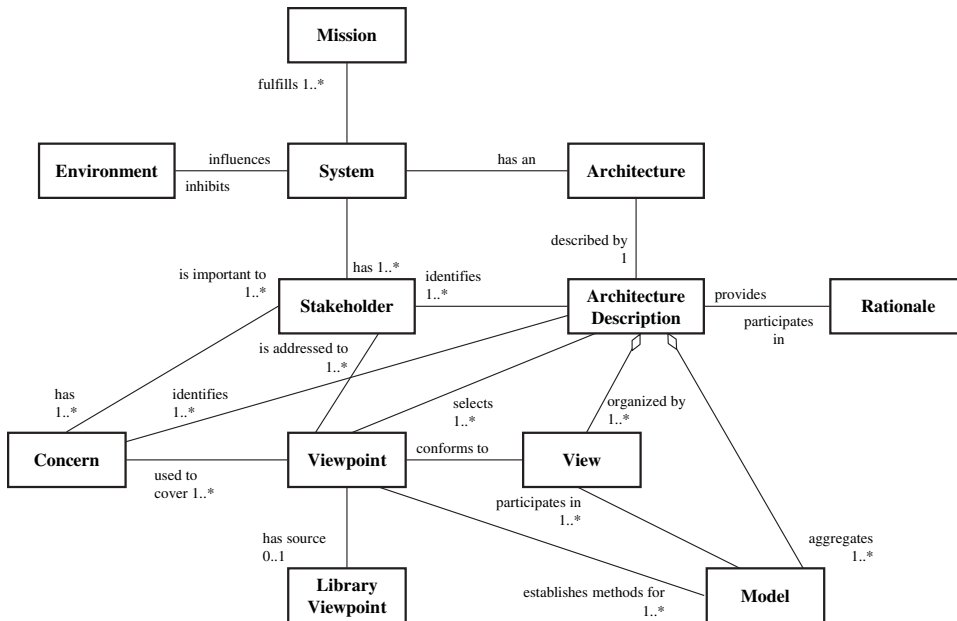 Mission
fulfills 1..*
Environment
influences
inhibits
System
has an
Architecture
described by
1
is important to
1..*
has 1..*
identifies
1..*
Stakeholder
Architecture
Description
provides
participates
in
Rationale
is addressed to
1..*
has
1..*
identifies
1..*
selects
1..*
organized by
1..*
Concern
used to
cover 1..*
Viewpoint
conforms to
View
participates in
1..*
has source
0..1
aggregates
1..*
Library
Viewpoint
establishes methods for
1..*
Model